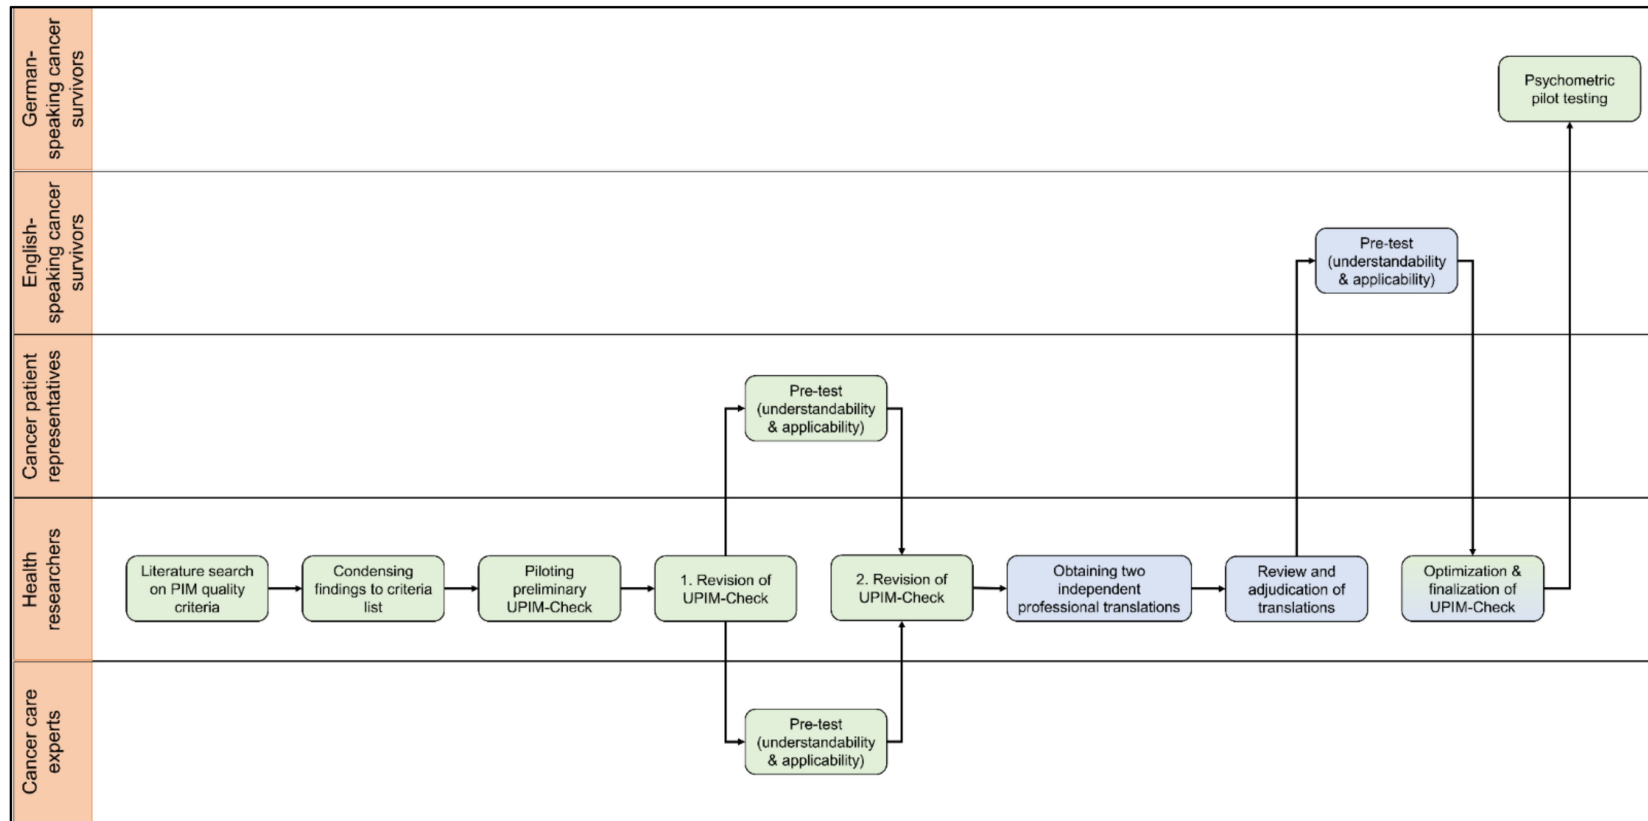 German-
speaking cancer
survivors
Psychometric
pilot testing
English-
speaking cancer
survivors
Pre-test
(understandability
& applicability)
Cancer patient
representatives
Pre-test
(understandability
& applicability)
Health
researchers
Literature search
on PIM quality
criteria
Condensing
findings to criteria
list
Piloting
preliminary
UPIM-Check
1. Revision of
UPIM-Check
2. Revision of
UPIM-Check
Obtaining two
independent
professional translations
Review and
adjudication of
translations
Optimization &
finalization of
UPIM-Check
Cancer care
experts
Pre-test
(understandability
& applicability)